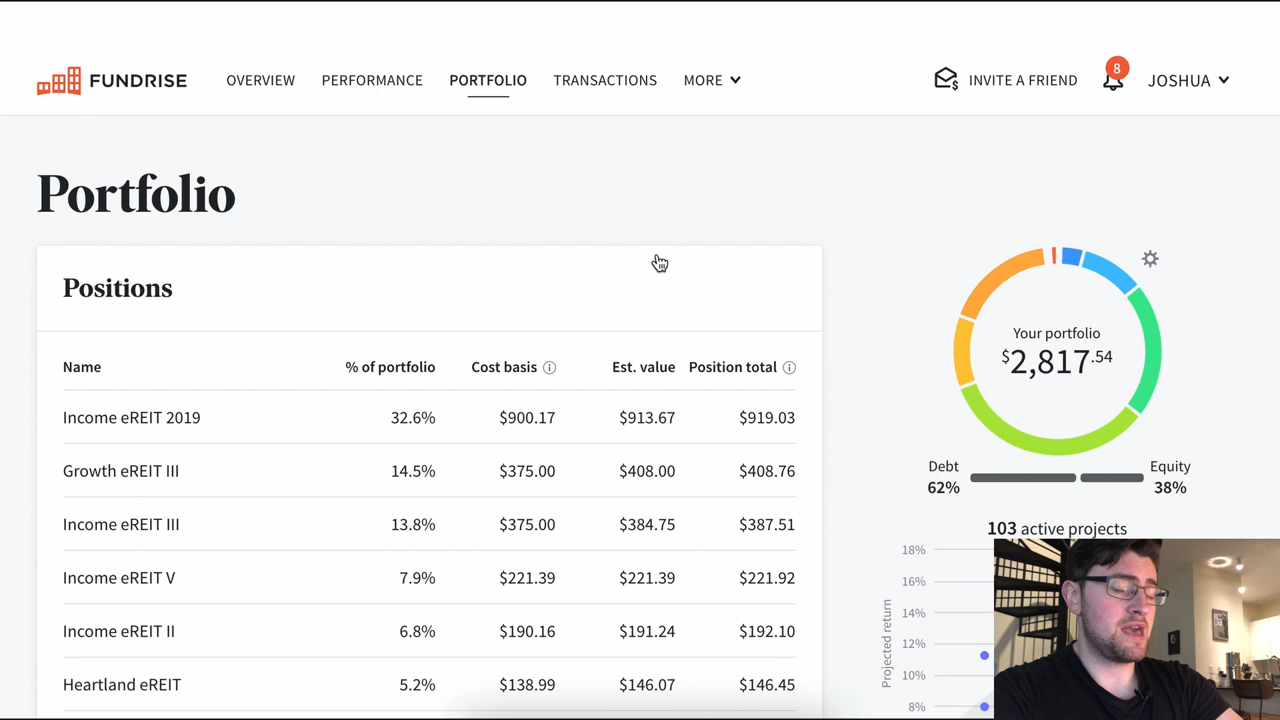 FUNDRISE OVERVIEW PERFORMANCE PORTFOLIO TRANSACTIONS MORE INVITE A FRIEND 8 JOSHUA
Portfolio
Positions
Name % of portfolio Cost basis Est. value Position total
Income eREIT 2019 32.6% $900.17 $913.67 $919.03
Growth eREIT III 14.5% $375.00 $408.00 $408.76
Income eREIT III 13.8% $375.00 $384.75 $387.51
Income eREIT V 7.9% $221.39 $221.39 $221.92
Income eREIT II 6.8% $190.16 $191.24 $192.10
Heartland eREIT 5.2% $138.99 $146.07 $146.45
Your portfolio
$2,817.54
Debt Equity
62% 38%
103 active projects
18%
16%
14%
12%
10%
8%
Projected return